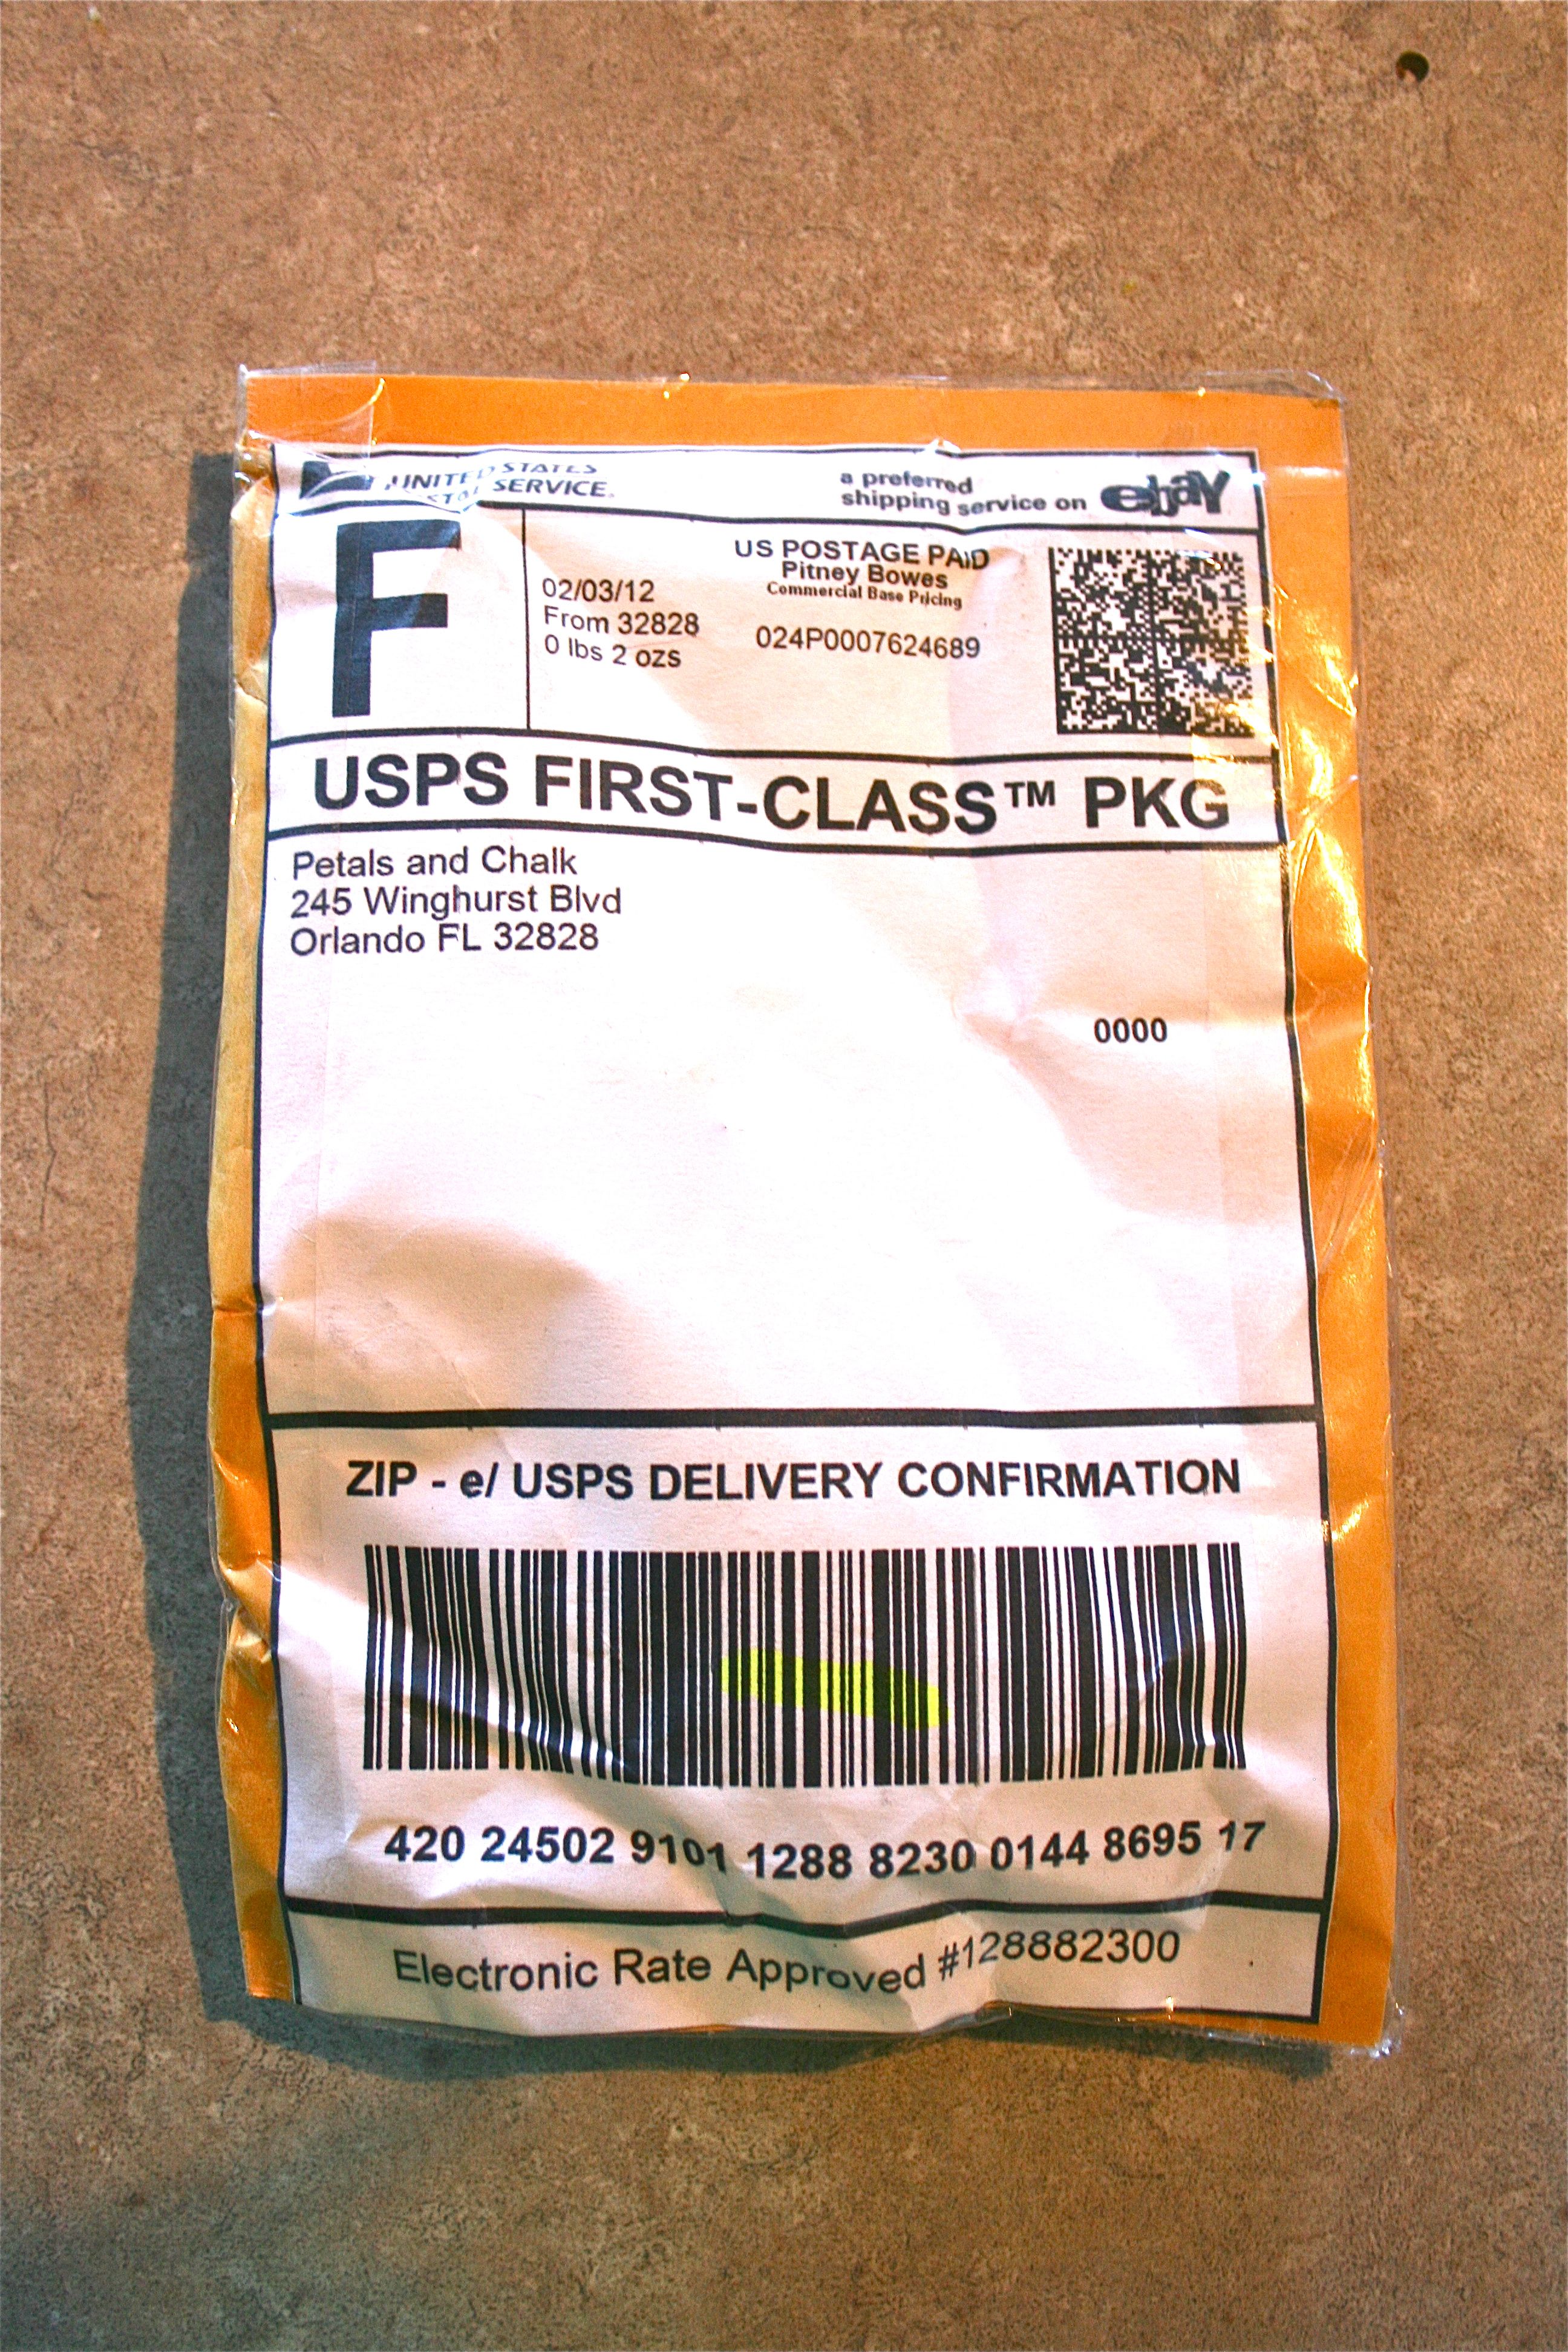 UNITED STATES
POSTAL SERVICE®
a preferred
shipping service on ebaY
F
02/03/12
From 32828
0 lbs 2 ozs
US POSTAGE PAID
Pitney Bowes
Commercial Base Pricing
024P0007624689
USPS FIRST-CLASS™ PKG
Petals and Chalk
245 Winghurst Blvd
Orlando FL 32828
0000
ZIP - e/ USPS DELIVERY CONFIRMATION
420 24502 9101 1288 8230 0144 8695 17
Electronic Rate Approved #128882300